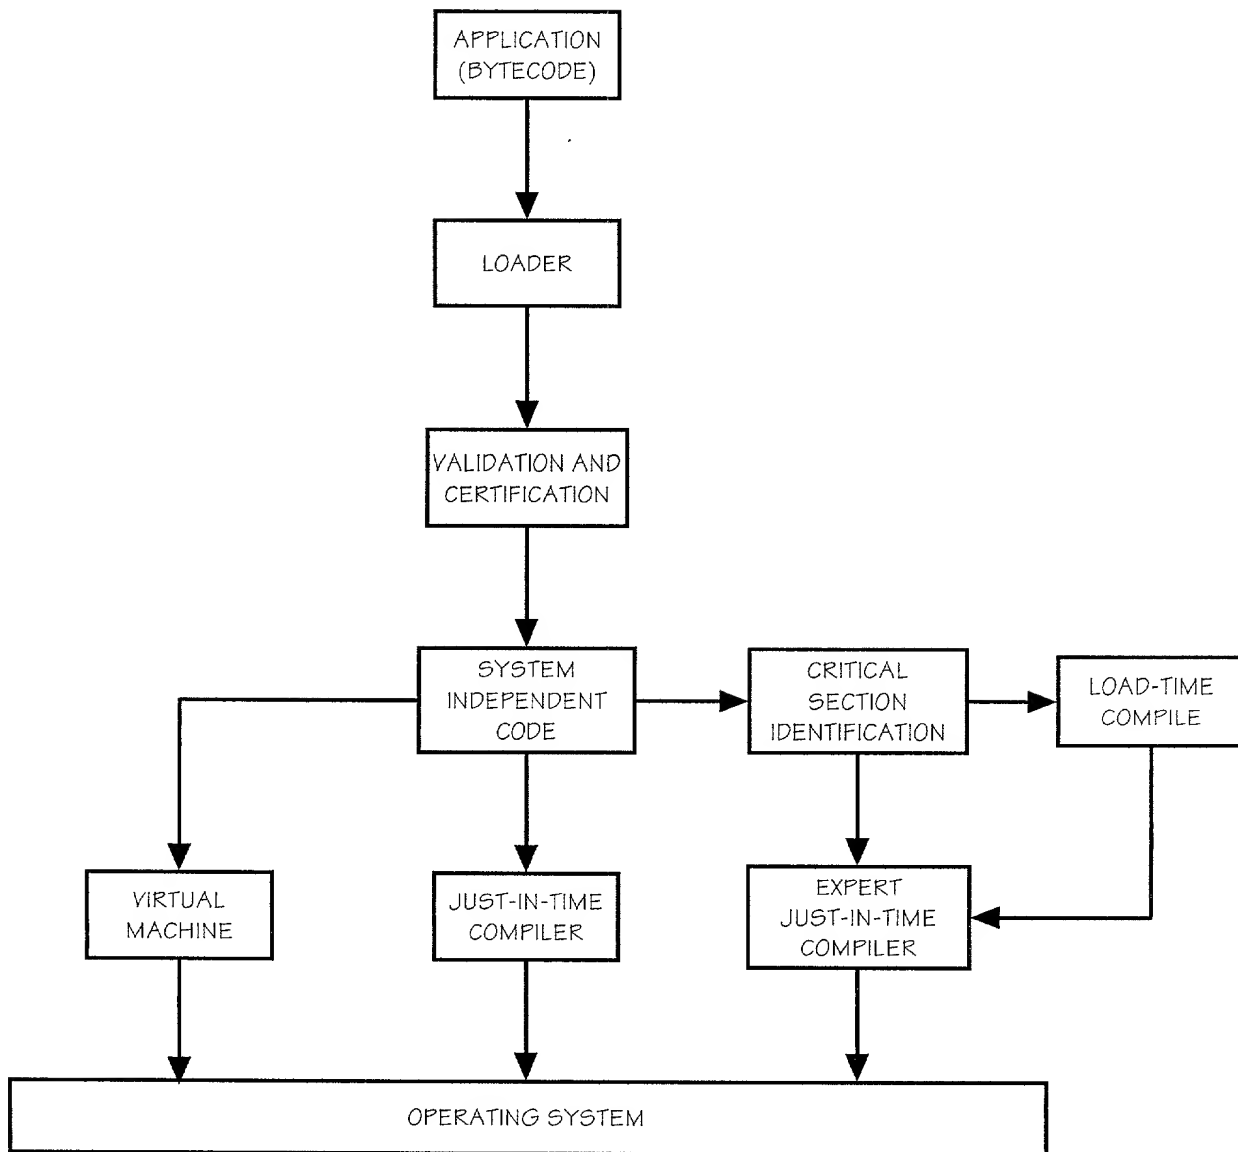 APPLICATION
(BYTECODE)
LOADER
VALIDATION AND
CERTIFICATION
SYSTEM
INDEPENDENT
CODE
CRITICAL
SECTION
IDENTIFICATION
LOAD-TIME
COMPILE
VIRTUAL
MACHINE
JUST-IN-TIME
COMPILER
EXPERT
JUST-IN-TIME
COMPILER
OPERATING SYSTEM